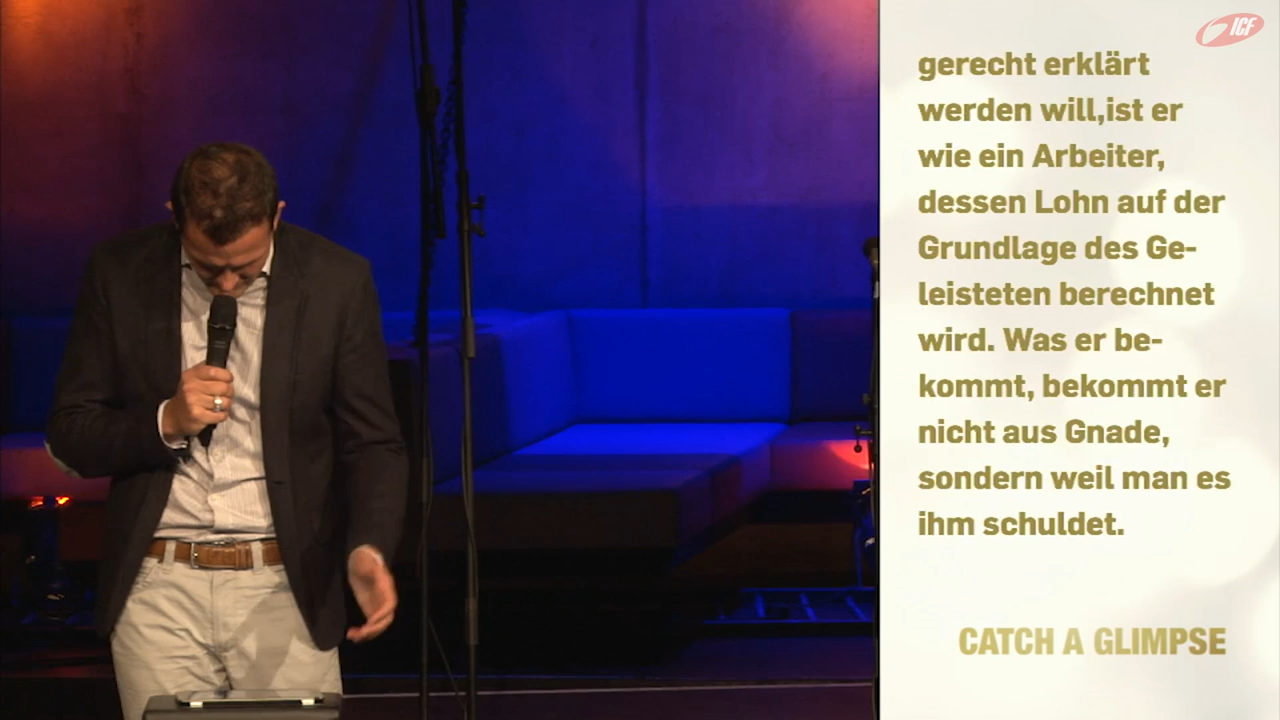 ICF
gerecht erklärt
werden will,ist er
wie ein Arbeiter,
dessen Lohn auf der
Grundlage des Ge-
leisteten berechnet
wird. Was er be-
kommt, bekommt er
nicht aus Gnade,
sondern weil man es
ihm schuldet.
CATCH A GLIMPSE